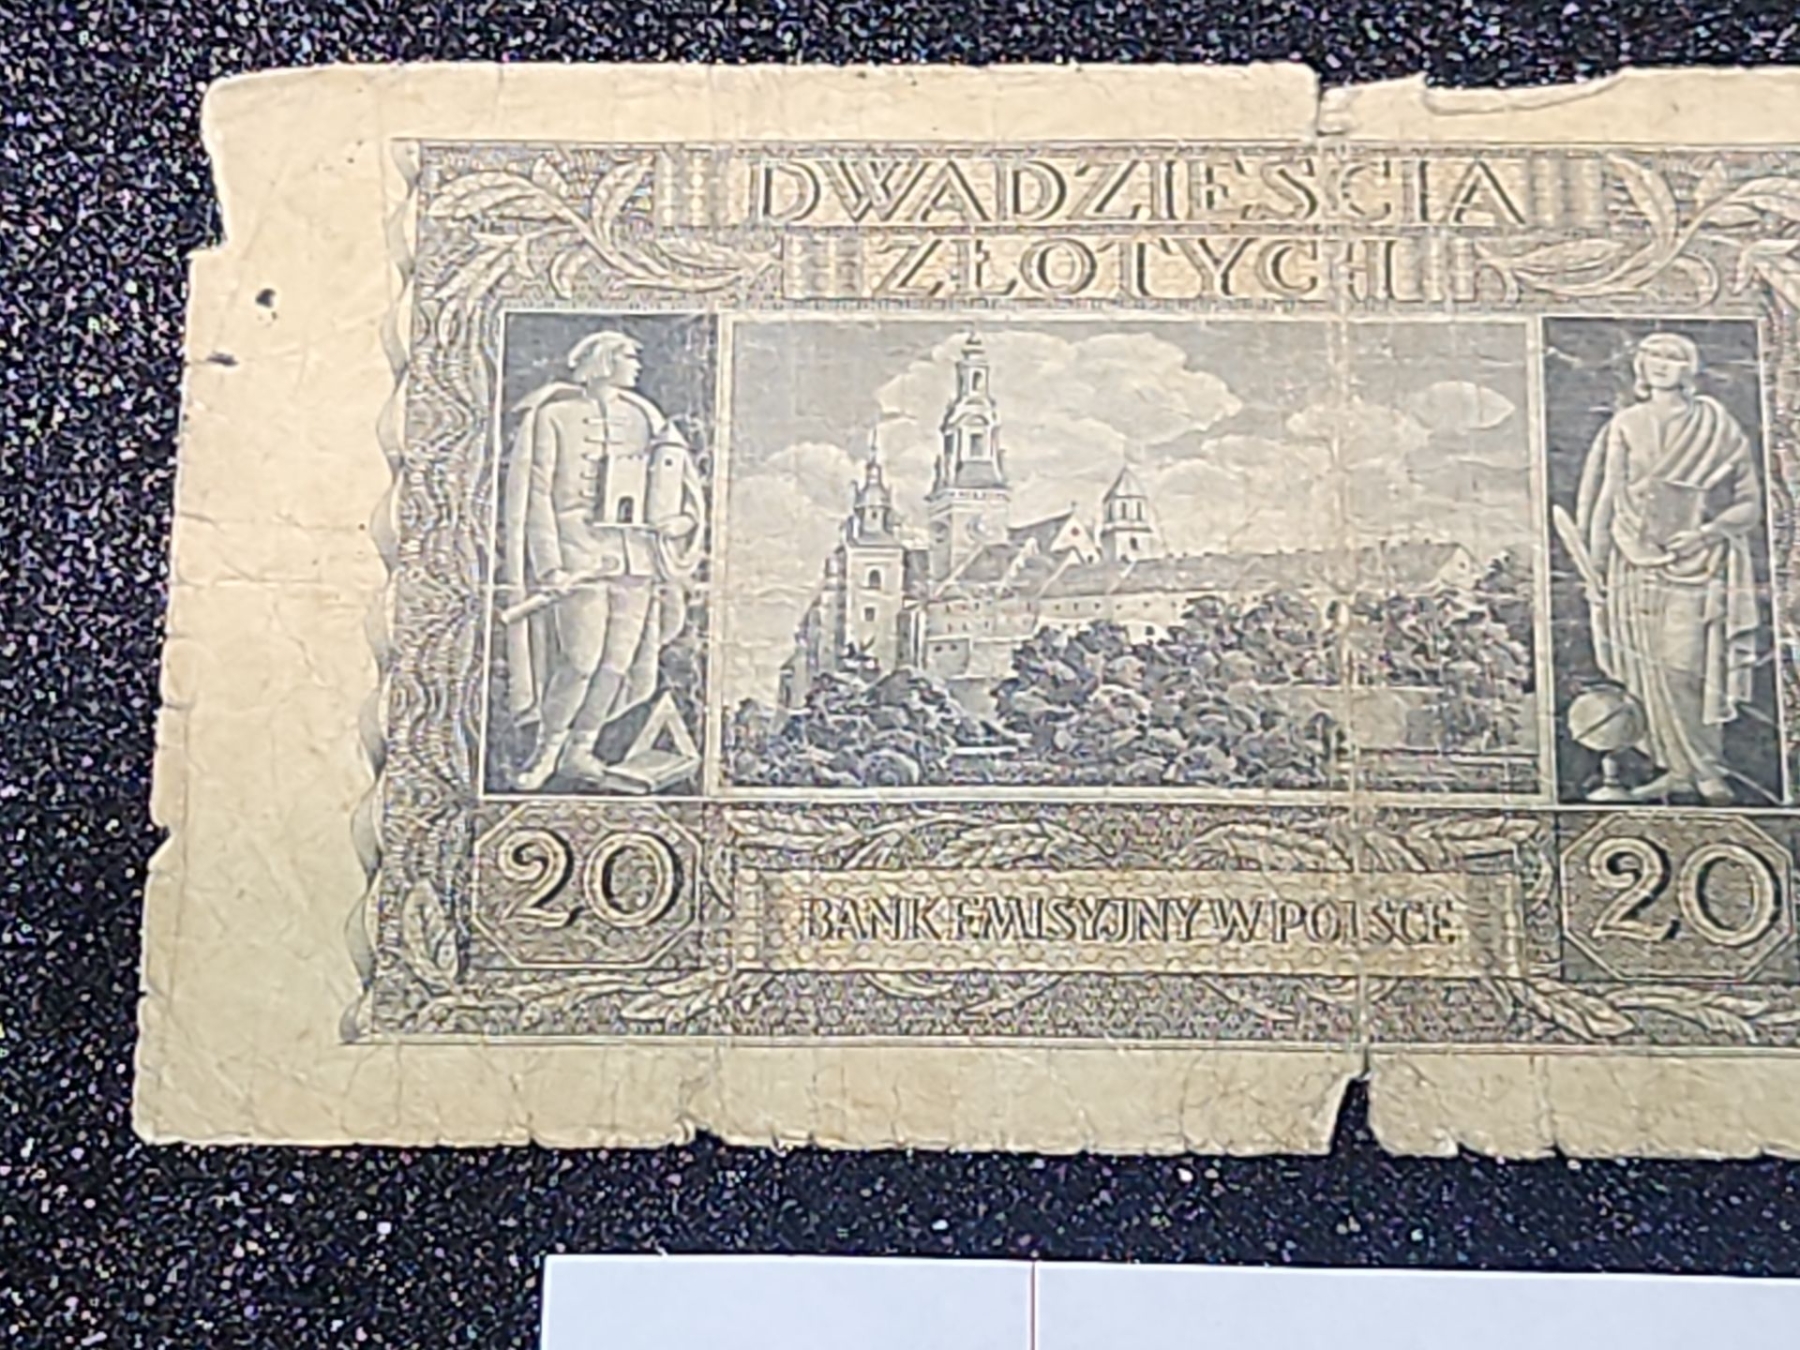 DWADZIEŚCIA
ZŁOTYCH
20
20
BANK EMISYJNY W POLSCE